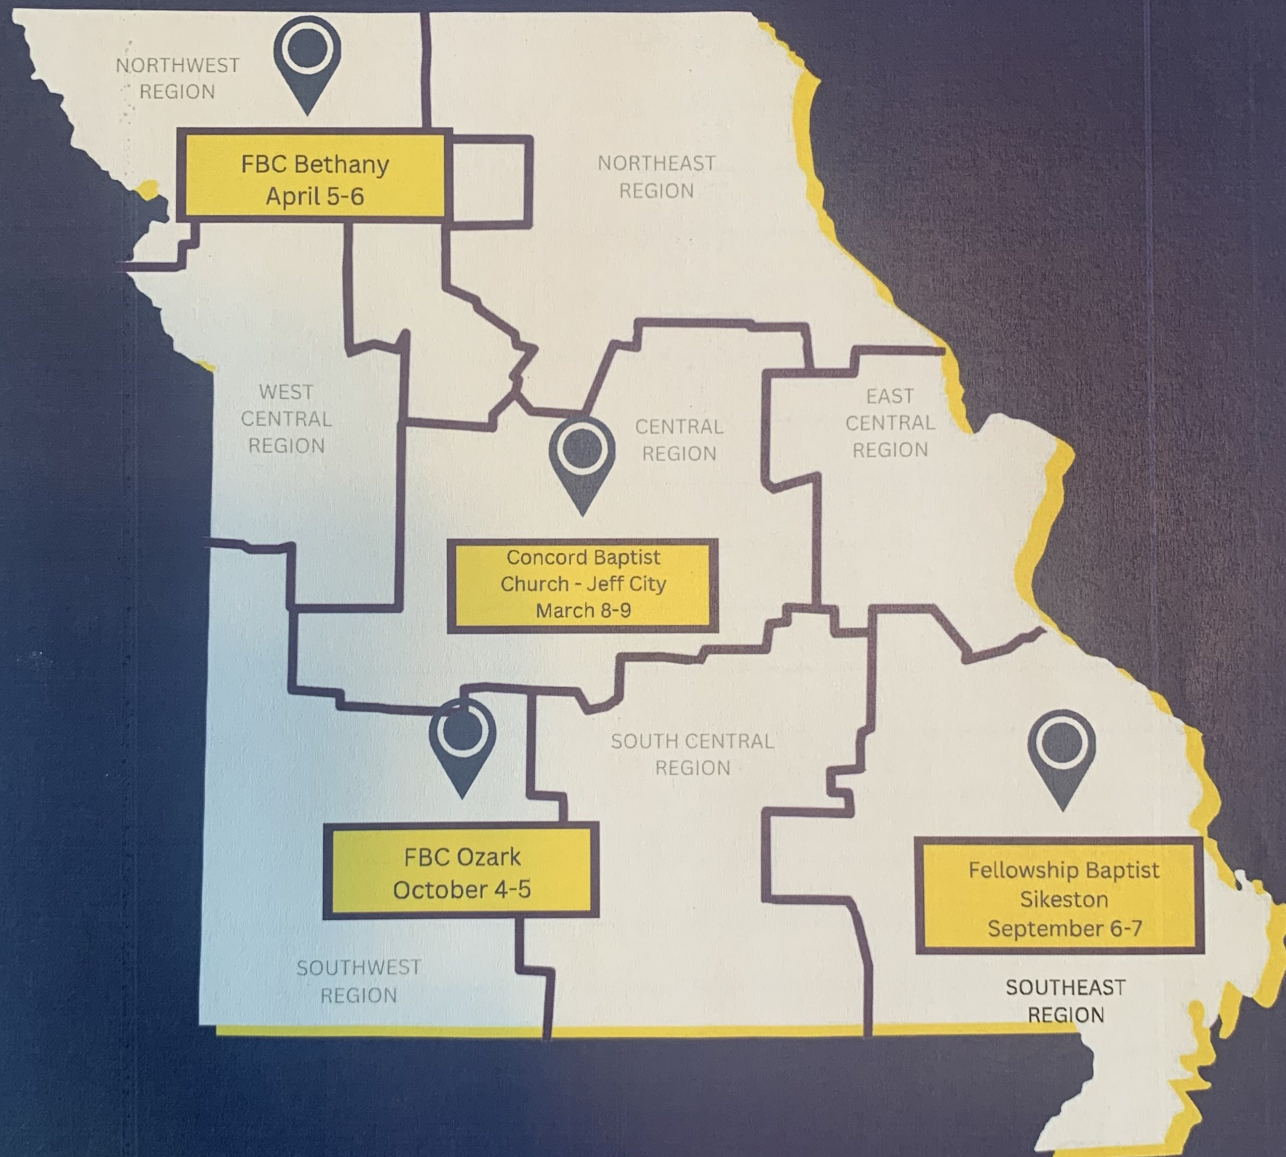 NORTHWEST
REGION
FBC Bethany
April 5-6
NORTHEAST
REGION
WEST
CENTRAL
REGION
CENTRAL
REGION
EAST
CENTRAL
REGION
Concord Baptist
Church - Jeff City
March 8-9
SOUTH CENTRAL
REGION
FBC Ozark
October 4-5
Fellowship Baptist
Sikeston
September 6-7
SOUTHWEST
REGION
SOUTHEAST
REGION